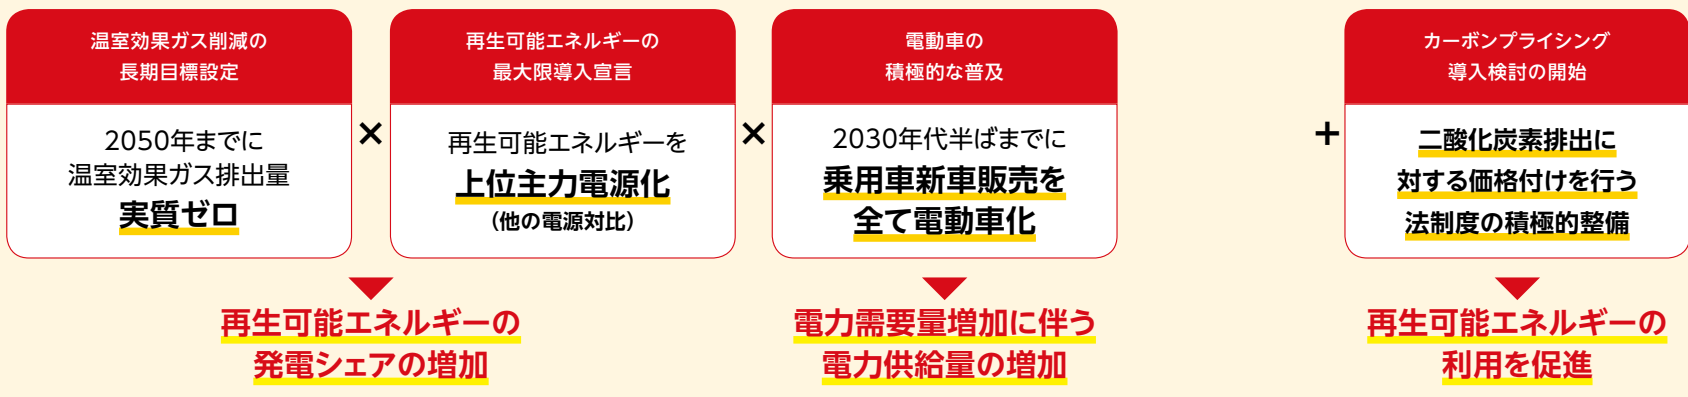 温室効果ガス削減の
長期目標設定
2050年までに
温室効果ガス排出量
実質ゼロ
×
再生可能エネルギーの
最大限導入宣言
再生可能エネルギーを
上位主力電源化
(他の電源対比)
×
電動車の
積極的な普及
2030年代半ばまでに
乗用車新車販売を
全て電動車化
+
カーボンプライシング
導入検討の開始
二酸化炭素排出に
対する価格付けを行う
法制度の積極的整備
再生可能エネルギーの
発電シェアの増加
電力需要量増加に伴う
電力供給量の増加
再生可能エネルギーの
利用を促進